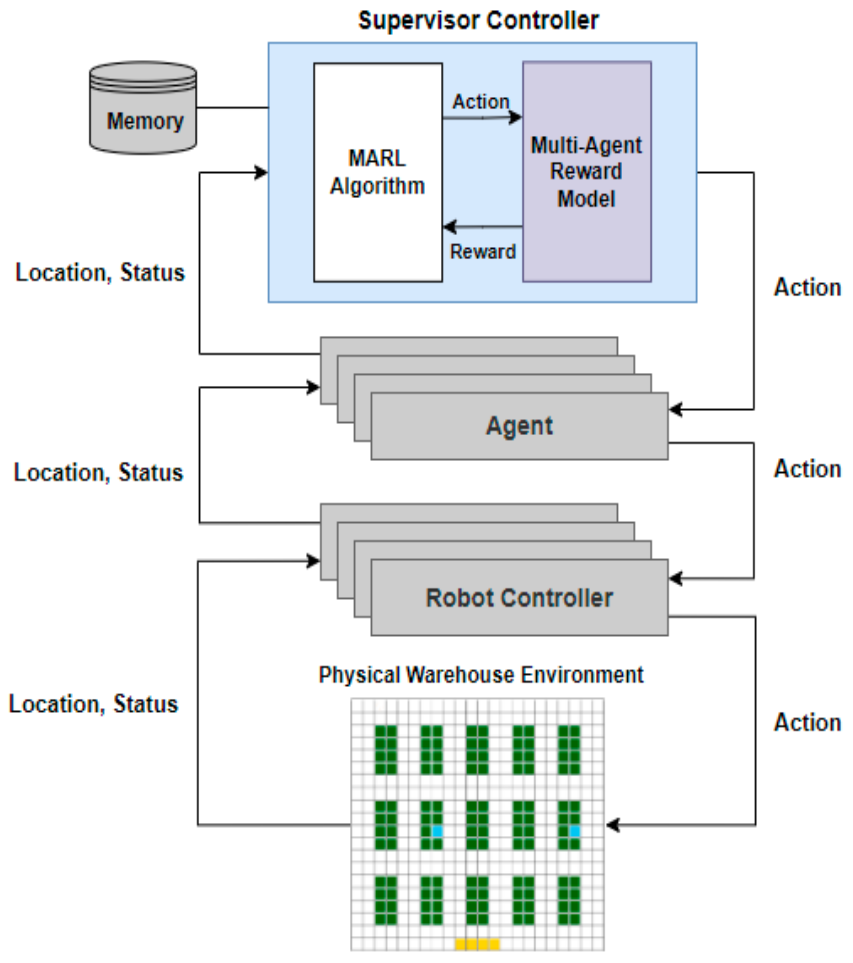 Supervisor Controller
Memory
MARL
Algorithm
Action
Reward
Multi-Agent
Reward
Model
Location, Status
Action
Agent
Location, Status
Action
Robot Controller
Physical Warehouse Environment
Location, Status
Action